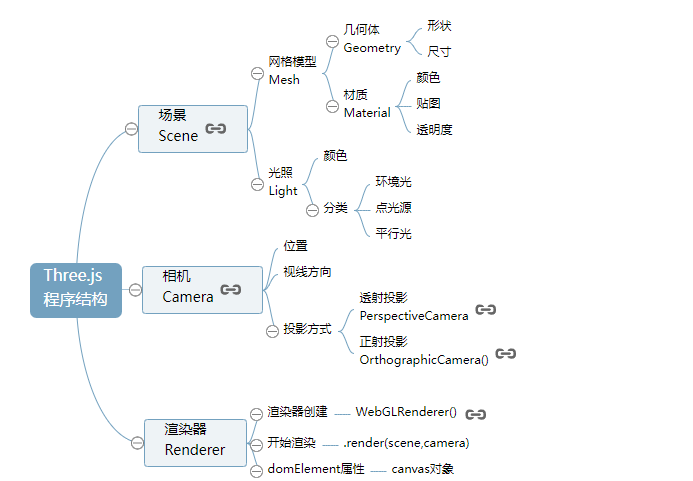 Three.js
程序结构
场景
Scene
网格模型
Mesh
几何体
Geometry
形状
尺寸
材质
Material
颜色
贴图
透明度
光照
Light
颜色
分类
环境光
点光源
平行光
相机
Camera
位置
视线方向
投影方式
透射投影
PerspectiveCamera
正射投影
OrthographicCamera()
渲染器
Renderer
渲染器创建
WebGLRenderer()
开始渲染
.render(scene,camera)
domElement属性
canvas对象